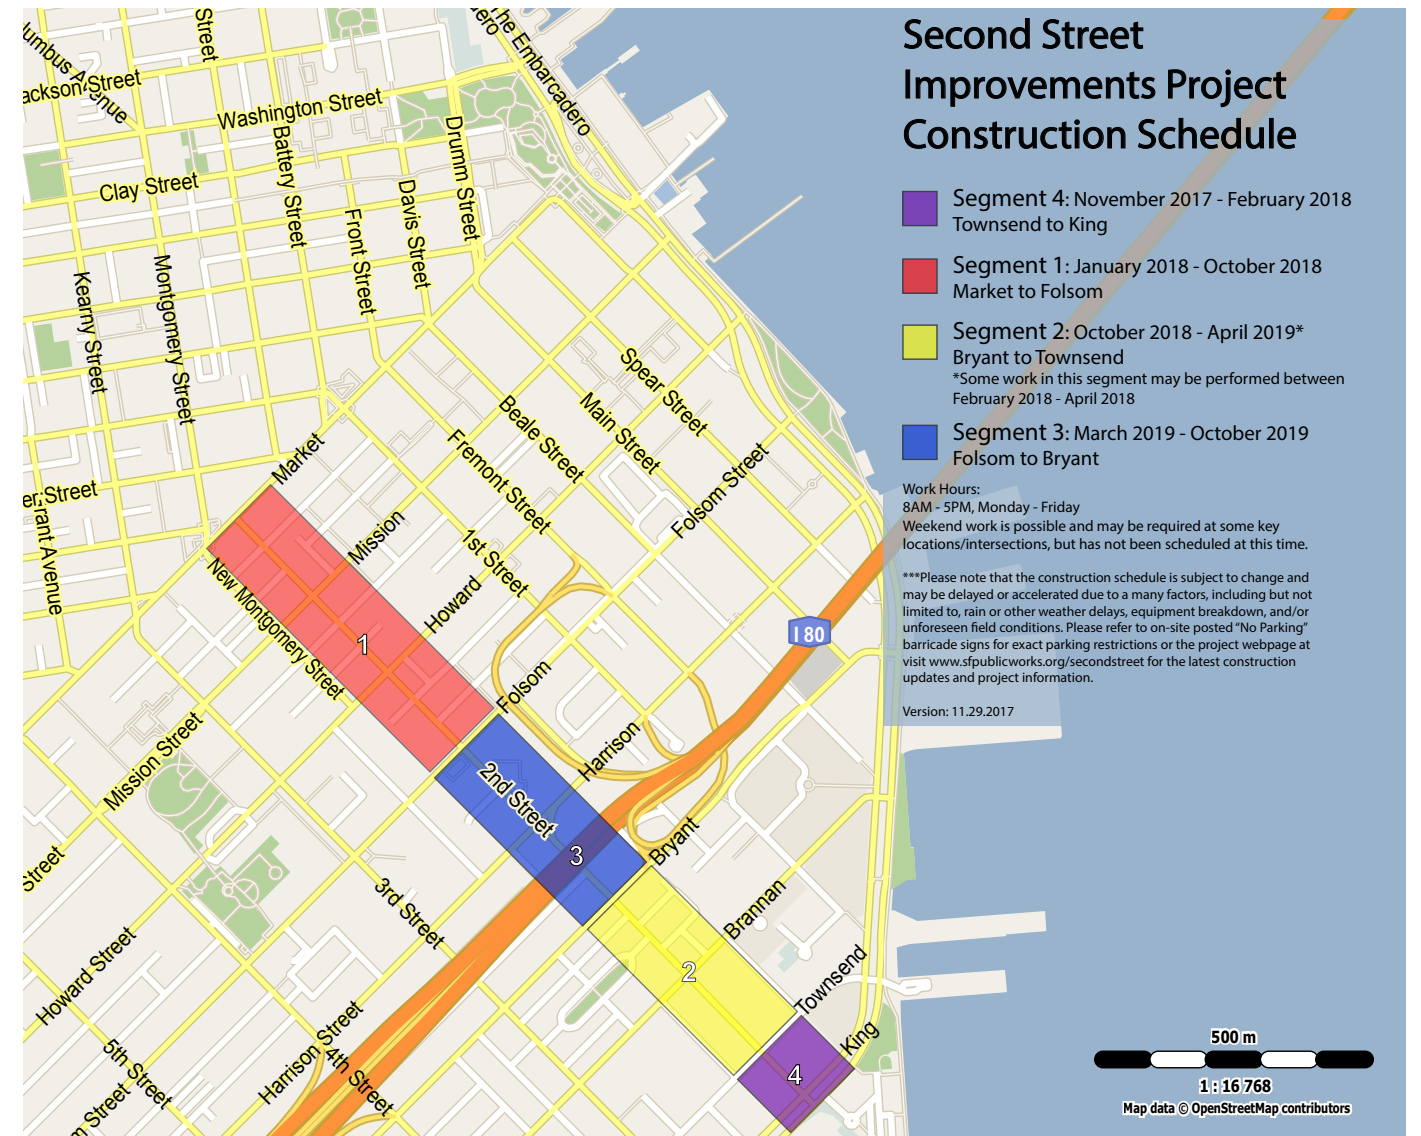 Second Street
Improvements Project
Construction Schedule
Segment 4: November 2017 - February 2018
Townsend to King
Segment 1: January 2018 - October 2018
Market to Folsom
Segment 2: October 2018 - April 2019*
Bryant to Townsend
*Some work in this segment may be performed between
February 2018 - April 2018
Segment 3: March 2019 - October 2019
Folsom to Bryant
Work Hours:
8AM - 5PM, Monday - Friday
Weekend work is possible and may be required at some key
locations/intersections, but has not been scheduled at this time.
***Please note that the construction schedule is subject to change and
may be delayed or accelerated due to a many factors, including but not
limited to, rain or other weather delays, equipment breakdown, and/or
unforeseen field conditions. Please refer to on-site posted “No Parking”
barricade signs for exact parking restrictions or the project webpage at
visit www.sfpublicworks.org/secondstreet for the latest construction
updates and project information.
Version: 11.29.2017
500 m
1 : 16 768
Map data © OpenStreetMap contributors
lumbus Avenue
Street
dero
The Embarcadero
ackson Street
Washington Street
Clay Street
Battery Street
Drumm Street
Davis Street
Front Street
Montgomery Street
Kearny Street
Spear Street
Main Street
Beale Street
Fremont Street
1st Street
Folsom Street
Market
Mission
Howard
Folsom
Harrison
Bryant
Brannan
Townsend
King
er Street
Grant Avenue
New Montgomery Street
Mission Street
2nd Street
3rd Street
Street
Howard Street
Harrison Street
4th Street
5th Street
m Street
I 80
1
3
2
4